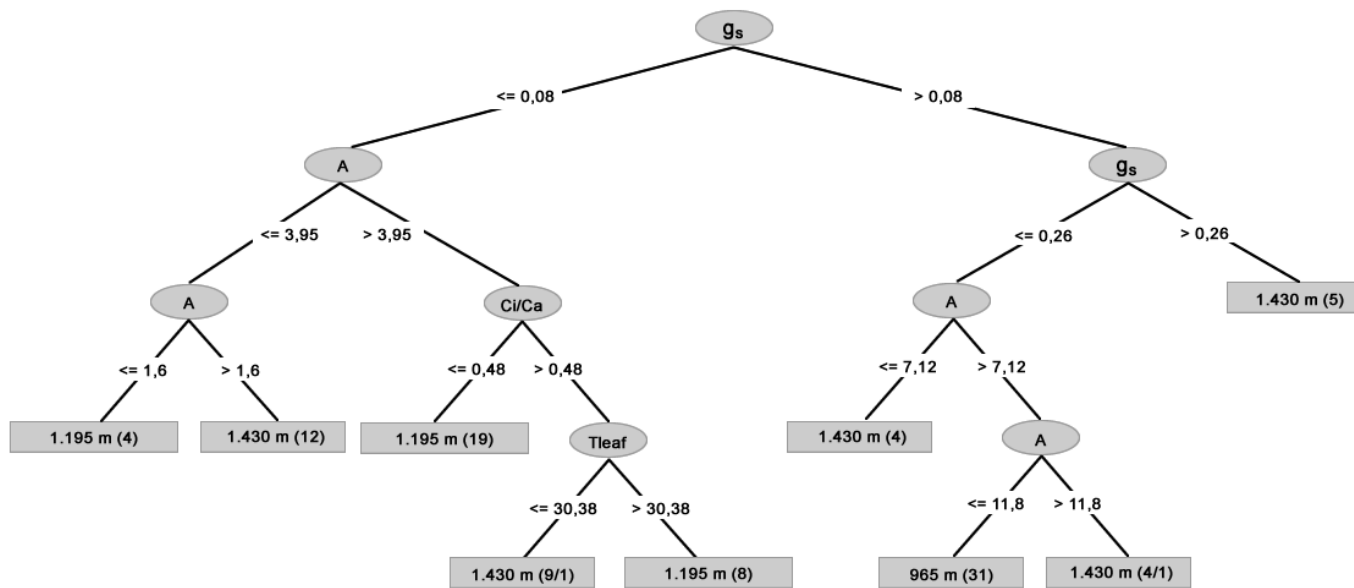 gs
<= 0,08 > 0,08
A gs
<= 3,95 > 3,95 <= 0,26 > 0,26
A Ci/Ca A 1.430 m (5)
<= 1,6 > 1,6 <= 0,48 > 0,48 <= 7,12 > 7,12
1.195 m (4) 1.430 m (12) 1.195 m (19) Tleaf 1.430 m (4) A
<= 30,38 > 30,38 <= 11,8 > 11,8
1.430 m (9/1) 1.195 m (8) 965 m (31) 1.430 m (4/1)